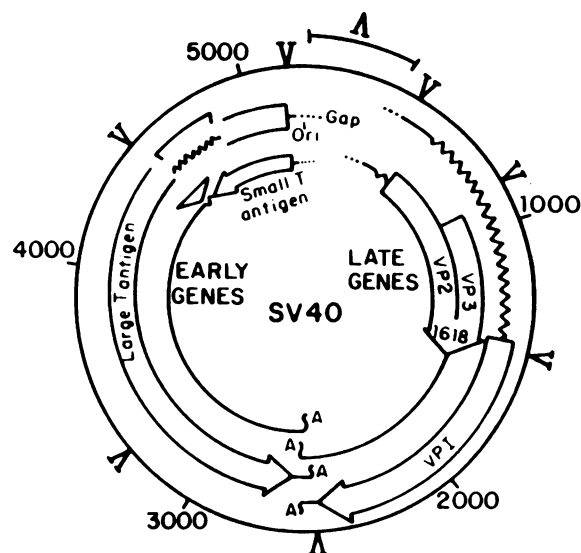 5000
Gap
Ori
Small T
antigen
1000
4000
Large T antigen
EARLY
GENES
LATE
GENES
VP2
VP3
SV40
1618
A
A
A
A
VPI
2000
3000